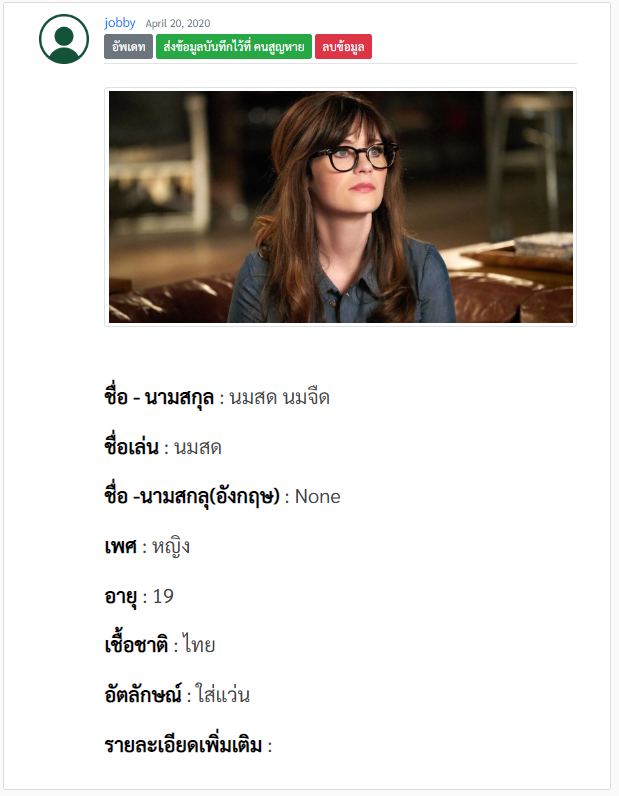 jobby April 20, 2020
อัพเดท ส่งข้อมูลบันทึกไว้ที่ คนสูญหาย ลบข้อมูล
ชื่อ - นามสกุล : นมสด นมจืด
ชื่อเล่น : นมสด
ชื่อ -นามสกลุ(อังกฤษ) : None
เพศ : หญิง
อายุ : 19
เชื้อชาติ : ไทย
อัตลักษณ์ : ใส่แว่น
รายละเอียดเพิ่มเติม :